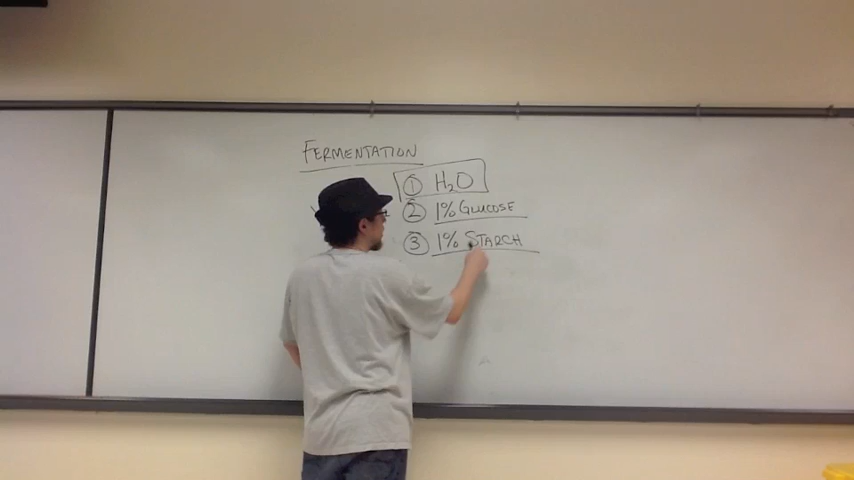 FERMENTATION
① H₂O
② 1% GLUCOSE
③ 1% STARCH